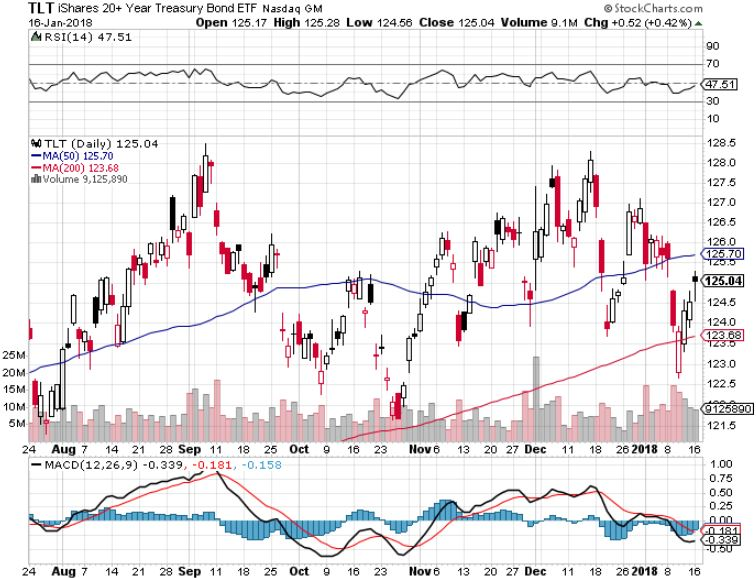 TLT iShares 20+ Year Treasury Bond ETF Nasdaq GM © StockCharts.com
16-Jan-2018 Open 125.17 High 125.28 Low 124.56 Close 125.04 Volume 9.1M Chg +0.52 (+0.42%)
RSI(14) 47.51
90
70
47.51
30
10
TLT (Daily) 125.04
MA(50) 125.70
MA(200) 123.68
Volume 9,125,890
128.5
128.0
127.5
127.0
126.5
126.0
125.70
125.5
125.04
124.5
124.0
123.68
123.5
123.0
122.5
122.0
121.5
25M
20M
15M
10M
5M
9125890
24 Aug 7 14 21 28 Sep 11 18 25 Oct 9 16 23 Nov 6 13 20 27 Dec 11 18 26 2018 8 16
MACD(12,26,9) -0.339, -0.181, -0.158
1.00
0.75
0.50
0.25
0.00
-0.181
-0.339
-0.50
24 Aug 7 14 21 28 Sep 11 18 25 Oct 9 16 23 Nov 6 13 20 27 Dec 11 18 26 2018 8 16